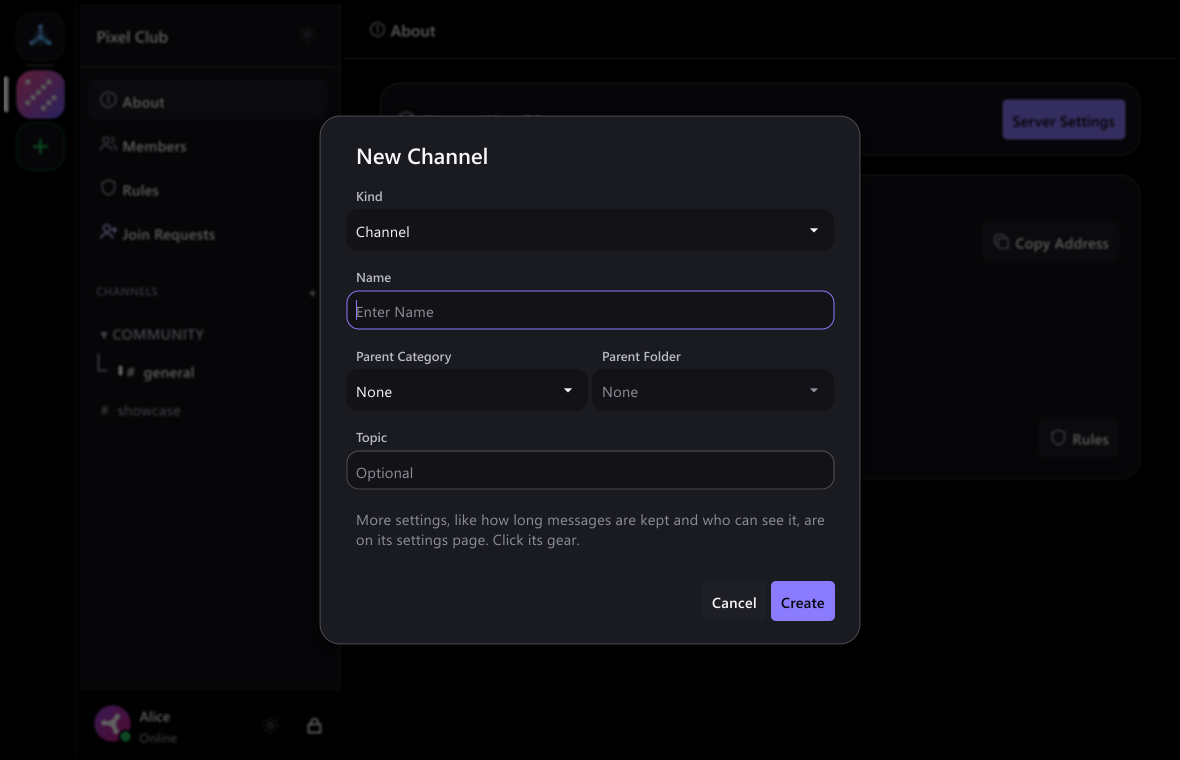 Pixel Club
About
Server Settings
About
Members
Rules
Join Requests
Copy Address
CHANNELS
COMMUNITY
# general
# showcase
Rules
Alice
Online
New Channel
Kind
Channel
Name
Enter Name
Parent Category
Parent Folder
None
None
Topic
Optional
More settings, like how long messages are kept and who can see it, are
on its settings page. Click its gear.
Cancel
Create